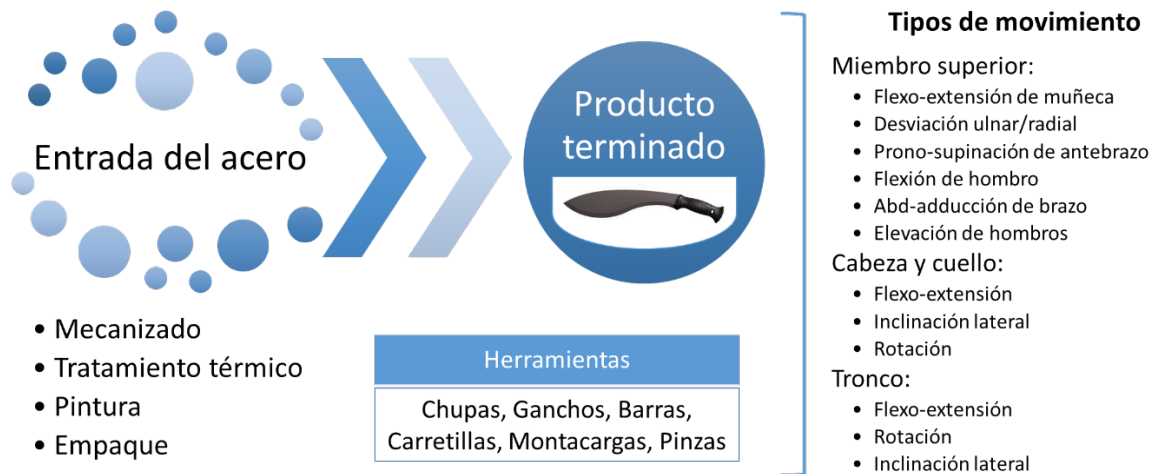 Entrada del acero
Producto
terminado
• Mecanizado
• Tratamiento térmico
• Pintura
• Empaque
Herramientas
Chupas, Ganchos, Barras,
Carretillas, Montacargas, Pinzas
Tipos de movimiento
Miembro superior:
• Flexo-extensión de muñeca
• Desviación ulnar/radial
• Prono-supinación de antebrazo
• Flexión de hombro
• Abd-adducción de brazo
• Elevación de hombros
Cabeza y cuello:
• Flexo-extensión
• Inclinación lateral
• Rotación
Tronco:
• Flexo-extensión
• Rotación
• Inclinación lateral